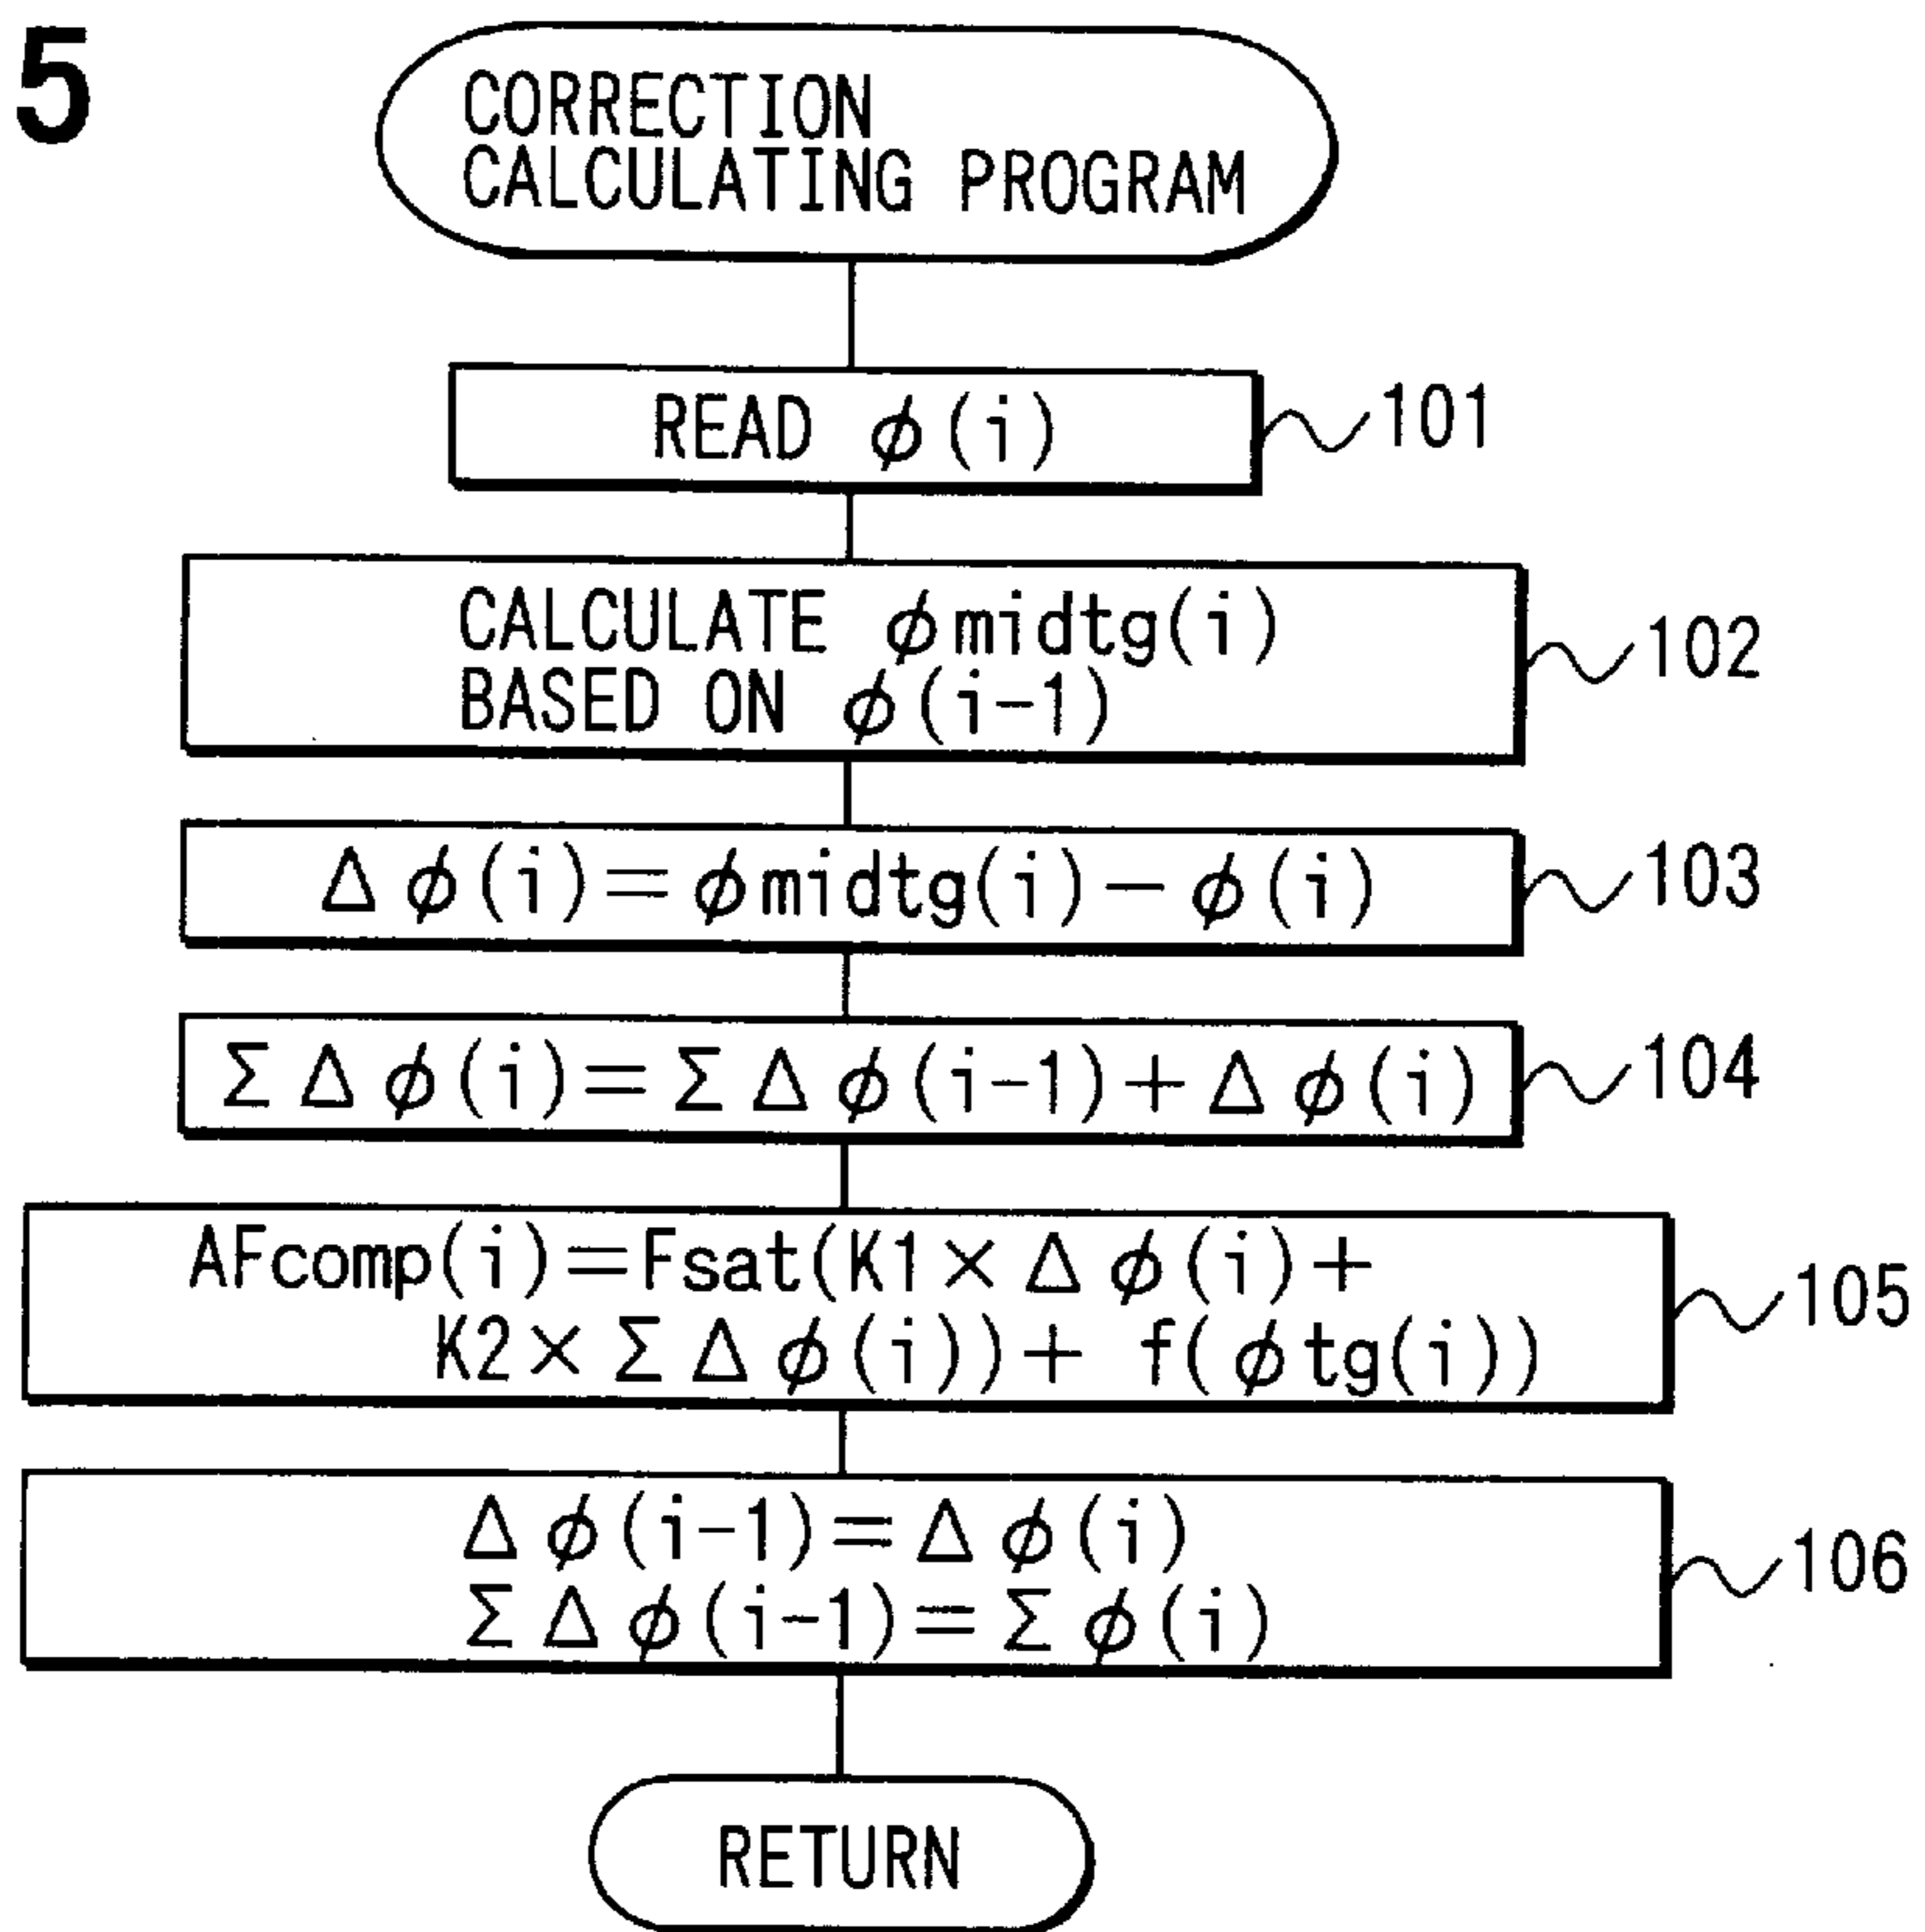 5
CORRECTION
CALCULATING PROGRAM
READ ϕ(i)
101
CALCULATE ϕmidtg(i)
BASED ON ϕ(i-1)
102
Δϕ(i)=ϕmidtg(i)-ϕ(i)
103
ΣΔϕ(i)=ΣΔϕ(i-1)+Δϕ(i)
104
AFcomp(i)=Fsat(K1×Δϕ(i)+
K2×ΣΔϕ(i))+ f(ϕtg(i))
105
Δϕ(i-1)=Δϕ(i)
ΣΔϕ(i-1)=Σϕ(i)
106
RETURN